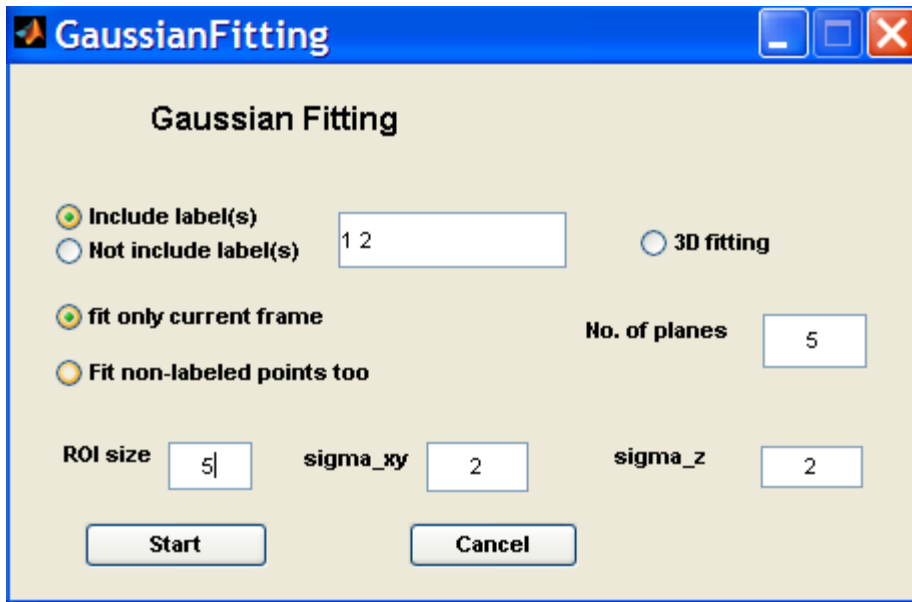 GaussianFitting
Gaussian Fitting
Include label(s)
Not include label(s)
1 2
3D fitting
fit only current frame
Fit non-labeled points too
No. of planes
5
ROI size
5
sigma_xy
2
sigma_z
2
Start
Cancel